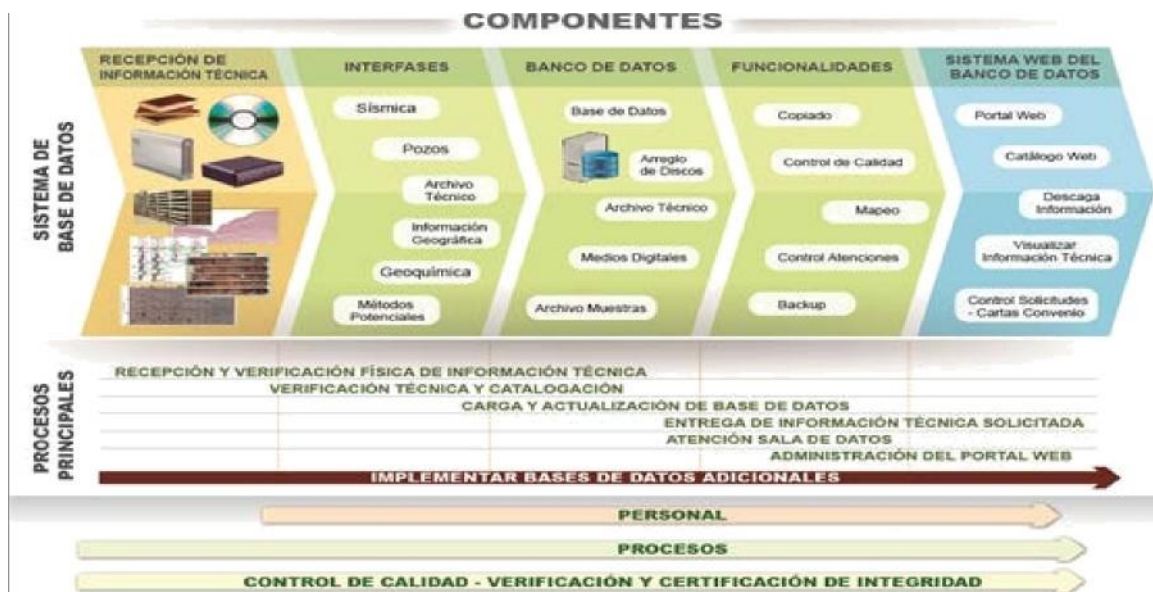 COMPONENTES
SISTEMA DE
BASE DE DATOS
RECEPCIÓN DE
INFORMACIÓN TÉCNICA
INTERFASES
Sísmica
Pozos
Archivo
Técnico
Información
Geográfica
Geoquímica
Métodos
Potenciales
BANCO DE DATOS
Base de Datos
Arreglo
de Discos
Archivo Técnico
Medios Digitales
Archivo Muestras
FUNCIONALIDADES
Copiado
Control de Calidad
Mapeo
Control Atenciones
Backup
SISTEMA WEB DEL
BANCO DE DATOS
Portal Web
Catálogo Web
Descaga
Información
Visualizar
Información Técnica
Control Solicitudes
- Cartas Convenio
PROCESOS
PRINCIPALES
RECEPCIÓN Y VERIFICACIÓN FÍSICA DE INFORMACIÓN TÉCNICA
VERIFICACIÓN TÉCNICA Y CATALOGACIÓN
CARGA Y ACTUALIZACIÓN DE BASE DE DATOS
ENTREGA DE INFORMACIÓN TÉCNICA SOLICITADA
ATENCIÓN SALA DE DATOS
ADMINISTRACIÓN DEL PORTAL WEB
IMPLEMENTAR BASES DE DATOS ADICIONALES
PERSONAL
PROCESOS
CONTROL DE CALIDAD - VERIFICACIÓN Y CERTIFICACIÓN DE INTEGRIDAD